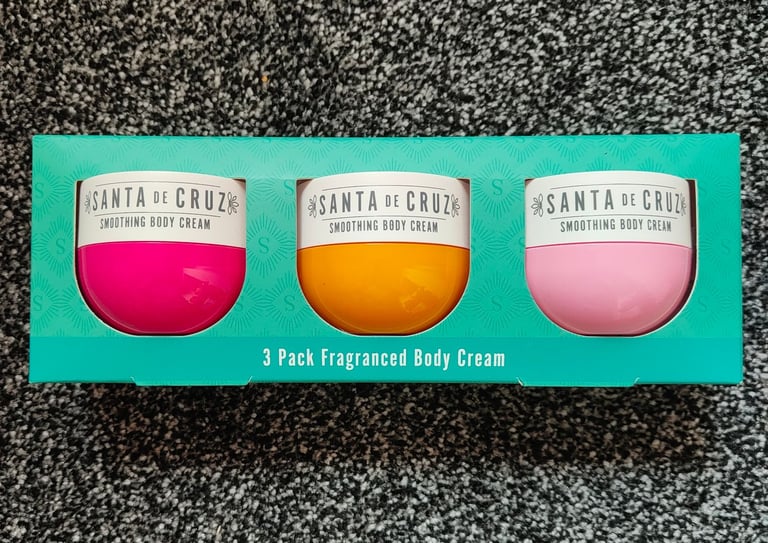 SANTA DE CRUZ
SMOOTHING BODY CREAM
SANTA DE CRUZ
SMOOTHING BODY CREAM
SANTA DE CRUZ
SMOOTHING BODY CREAM
3 Pack Fragranced Body Cream